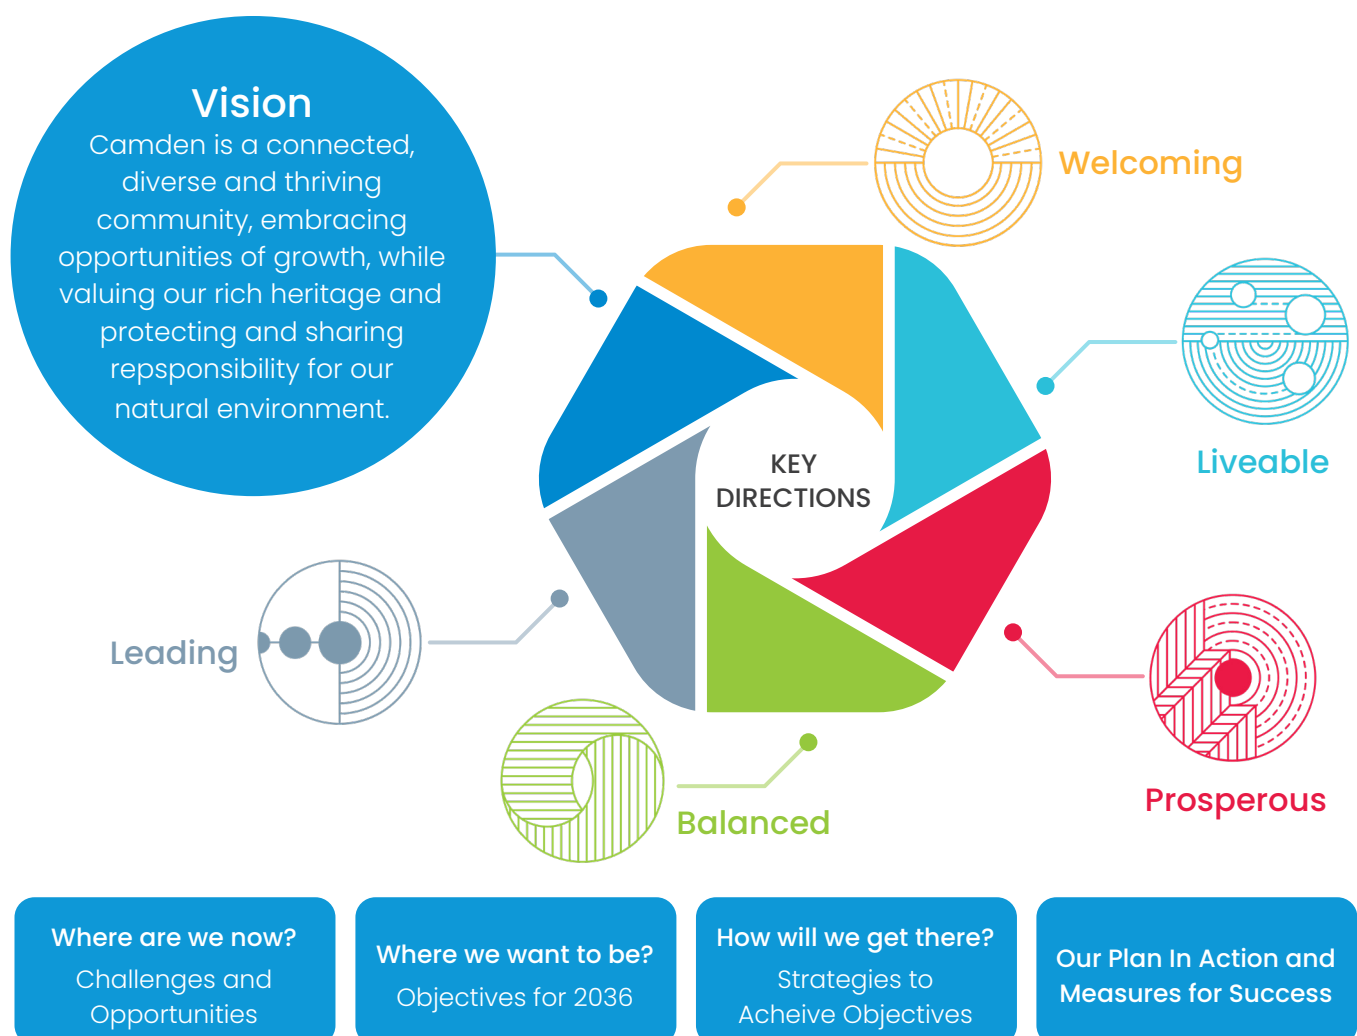 Vision
Camden is a connected,
diverse and thriving
community, embracing
opportunities of growth, while
valuing our rich heritage and
protecting and sharing
repsponsibility for our
natural environment.
Welcoming
Liveable
KEY
DIRECTIONS
Leading
Prosperous
Balanced
Where are we now?
Challenges and
Opportunities
Where we want to be?
Objectives for 2036
How will we get there?
Strategies to
Acheive Objectives
Our Plan In Action and
Measures for Success